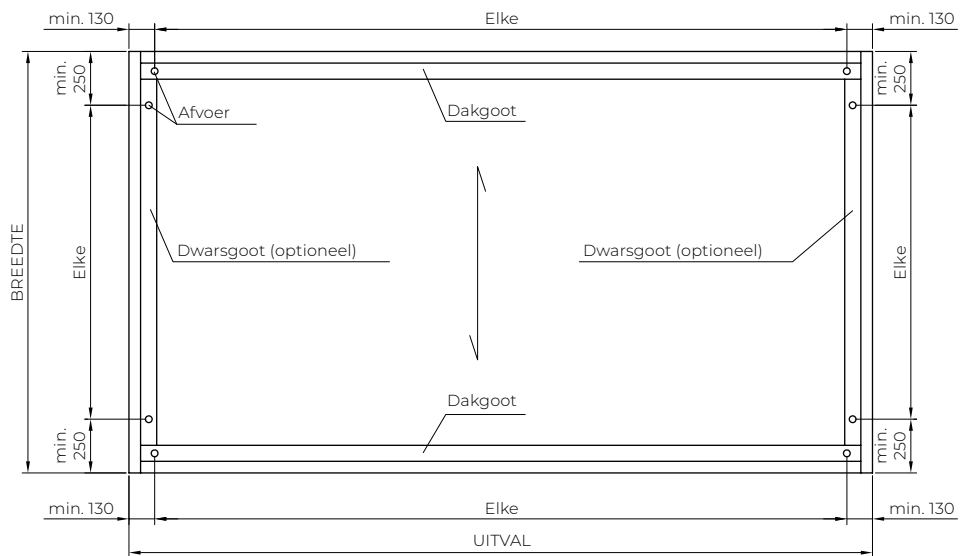 min. 130
Elke
min. 130
min.
250
min.
250
Afvoer
Dakgoot
BREEDTE
Elke
Dwarsgoot (optioneel)
Dwarsgoot (optioneel)
Elke
Dakgoot
min.
250
min.
250
min. 130
Elke
min. 130
UITVAL